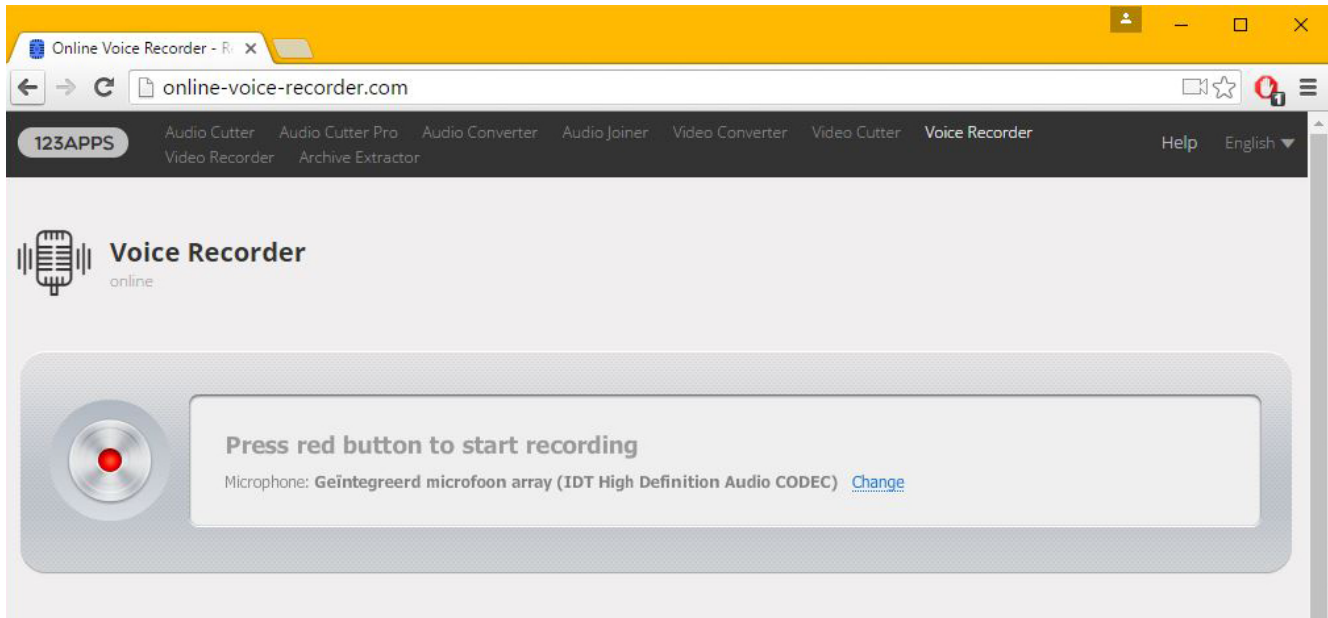 Online Voice Recorder - R
online-voice-recorder.com
1
123APPS
Audio Cutter Audio Cutter Pro Audio Converter Audio Joiner Video Converter Video Cutter Voice Recorder
Help English
Video Recorder Archive Extractor
Voice Recorder
online
Press red button to start recording
Microphone: Geïntegreerd microfoon array (IDT High Definition Audio CODEC) Change